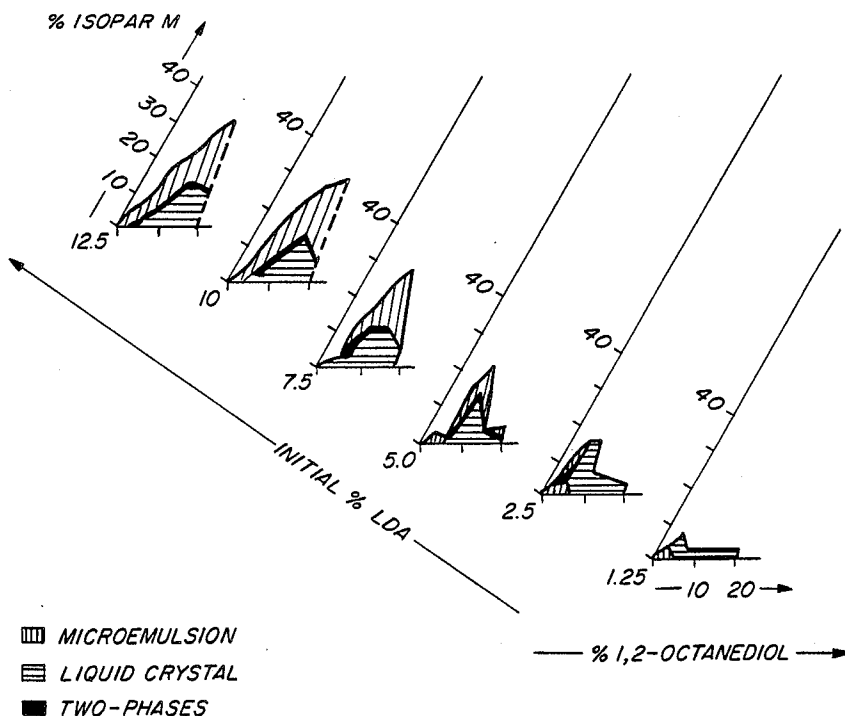 % ISOPAR M
40
30
20
10
12.5
40
10
40
7.5
40
5.0
40
2.5
40
1.25
10 20
INITIAL % LDA
% 1,2-OCTANEDIOL
MICROEMULSION
LIQUID CRYSTAL
TWO-PHASES